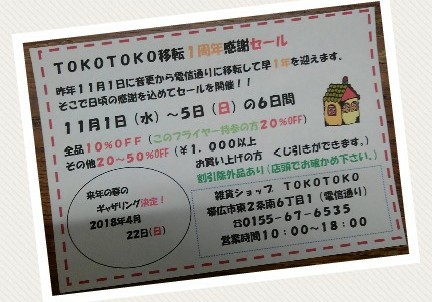 TOKOTOKO移転1周年感謝セール
昨年11月1日に音更から電信通りに移転して早1年を迎えます。
そこで日頃の感謝を込めてセールを開催！！
11月1日（水）～5日（日）の6日間
全品10%OFF（このフライヤー持参の方20%OFF）
その他20～50%OFF（￥1,000以上
お買い上げの方　くじ引きができます。）
割引除外品あり（店頭でお確かめ下さい。）
来年の春の
ギャザリング決定！
2018年4月
22日（日）
雑貨ショップ　TOKOTOKO
帯広市東2条南6丁目1（電信通り）
☎0155-67-6535
営業時間10：00～18：00